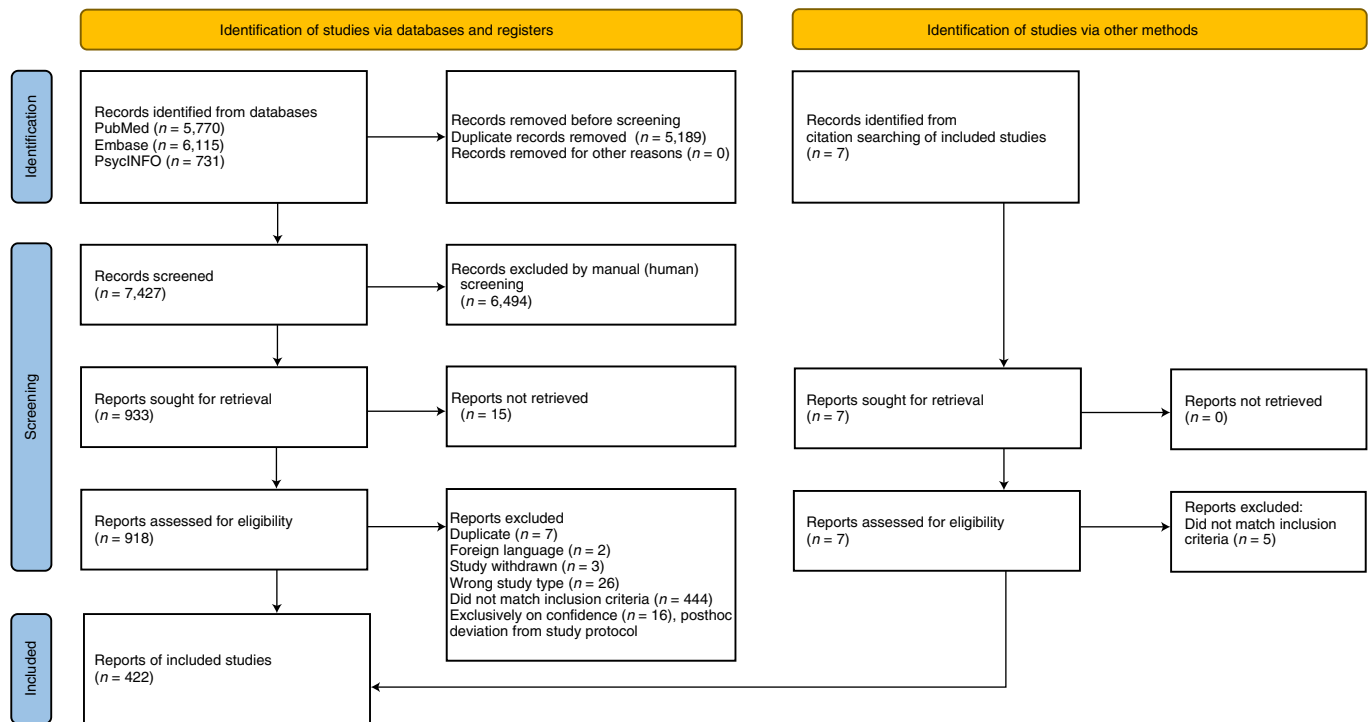 Identification of studies via databases and registers
Identification of studies via other methods
Identification
Records identified from databases
PubMed (n = 5,770)
Embase (n = 6,115)
PsycINFO (n = 731)
Records removed before screening
Duplicate records removed (n = 5,189)
Records removed for other reasons (n = 0)
Records identified from
citation searching of included studies
(n = 7)
Screening
Records screened
(n = 7,427)
Records excluded by manual (human)
screening
(n = 6,494)
Reports sought for retrieval
(n = 933)
Reports not retrieved
(n = 15)
Reports sought for retrieval
(n = 7)
Reports not retrieved
(n = 0)
Reports assessed for eligibility
(n = 918)
Reports excluded
Duplicate (n = 7)
Foreign language (n = 2)
Study withdrawn (n = 3)
Wrong study type (n = 26)
Did not match inclusion criteria (n = 444)
Exclusively on confidence (n = 16), posthoc
deviation from study protocol
Reports assessed for eligibility
(n = 7)
Reports excluded:
Did not match inclusion
criteria (n = 5)
Included
Reports of included studies
(n = 422)